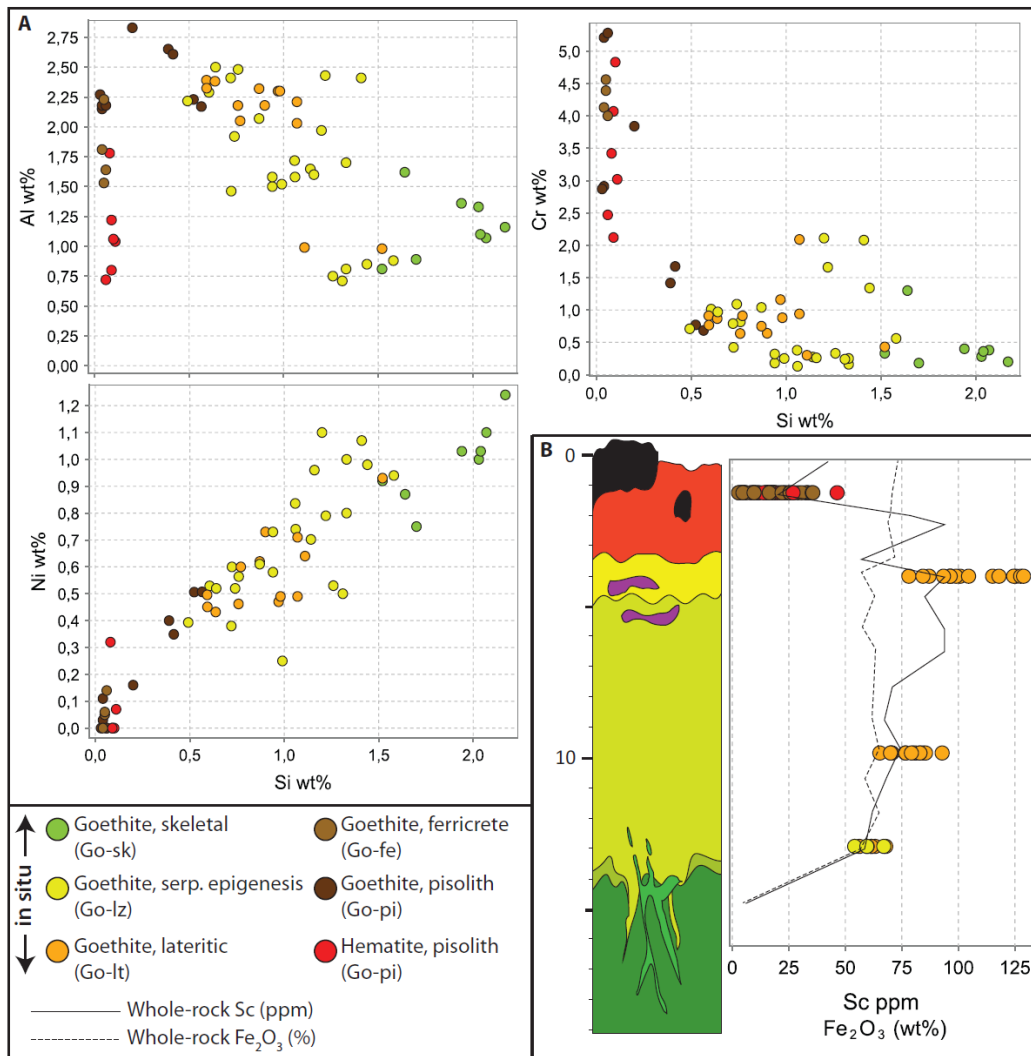 A
Al wt%
2,75
2,50
2,25
2,00
1,75
1,50
1,25
1,00
0,75
0,50
0,25
0,00
Cr wt%
5,0
4,5
4,0
3,5
3,0
2,5
2,0
1,5
1,0
0,5
0,0
0,0 0,5 1,0 1,5 2,0
Si wt%
Ni wt%
1,2
1,1
1,0
0,9
0,8
0,7
0,6
0,5
0,4
0,3
0,2
0,1
0,0
0,0 0,5 1,0 1,5 2,0
Si wt%
B
0
10
0 25 50 75 100 125
Sc ppm
Fe2O3 (wt%)
in situ
Goethite, skeletal
(Go-sk)
Goethite, serp. epigenesis
(Go-lz)
Goethite, lateritic
(Go-lt)
Goethite, ferricrete
(Go-fe)
Goethite, pisolith
(Go-pi)
Hematite, pisolith
(Go-pi)
Whole-rock Sc (ppm)
Whole-rock Fe2O3 (%)